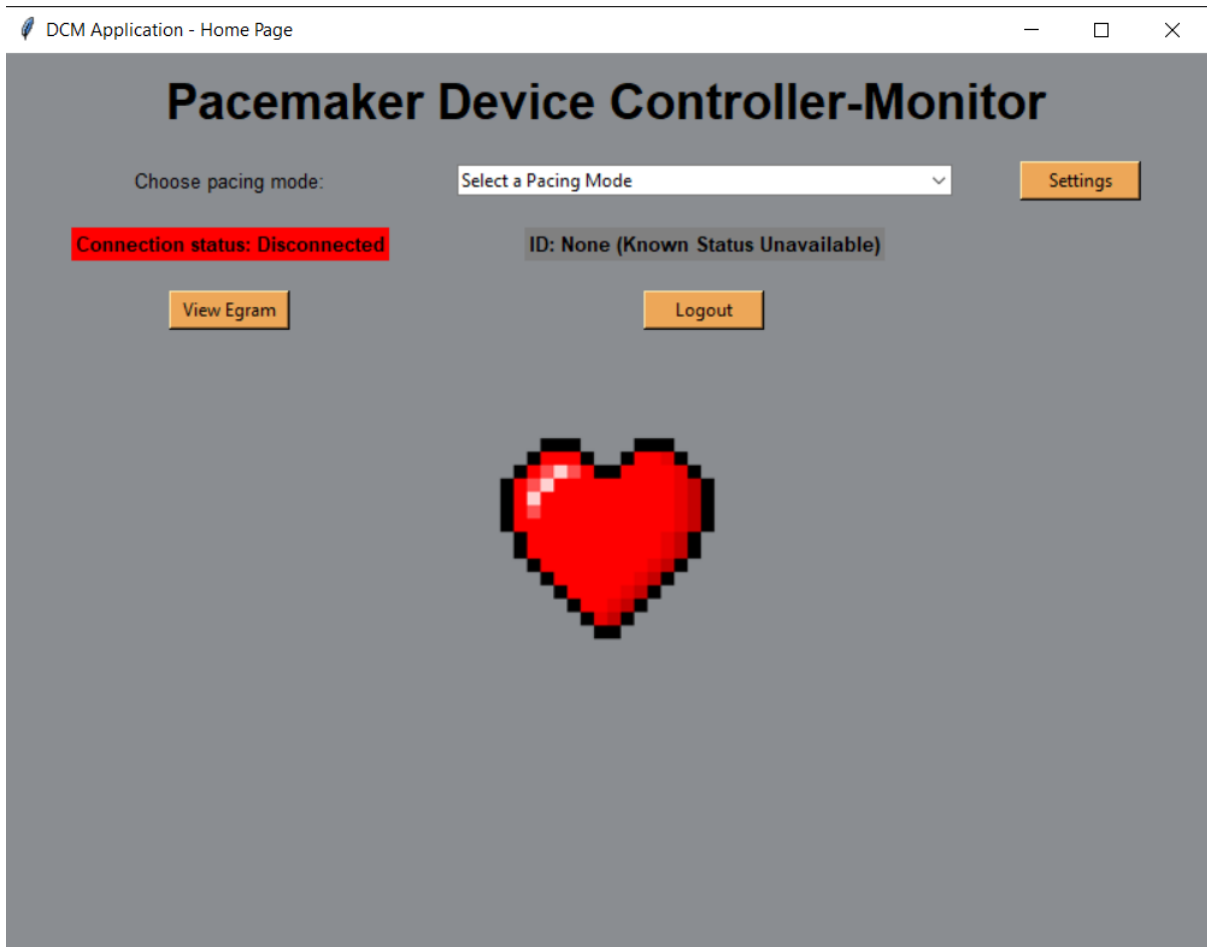 DCM Application - Home Page
Pacemaker Device Controller-Monitor
Choose pacing mode:
Select a Pacing Mode
Settings
Connection status: Disconnected
ID: None (Known Status Unavailable)
View Egram
Logout